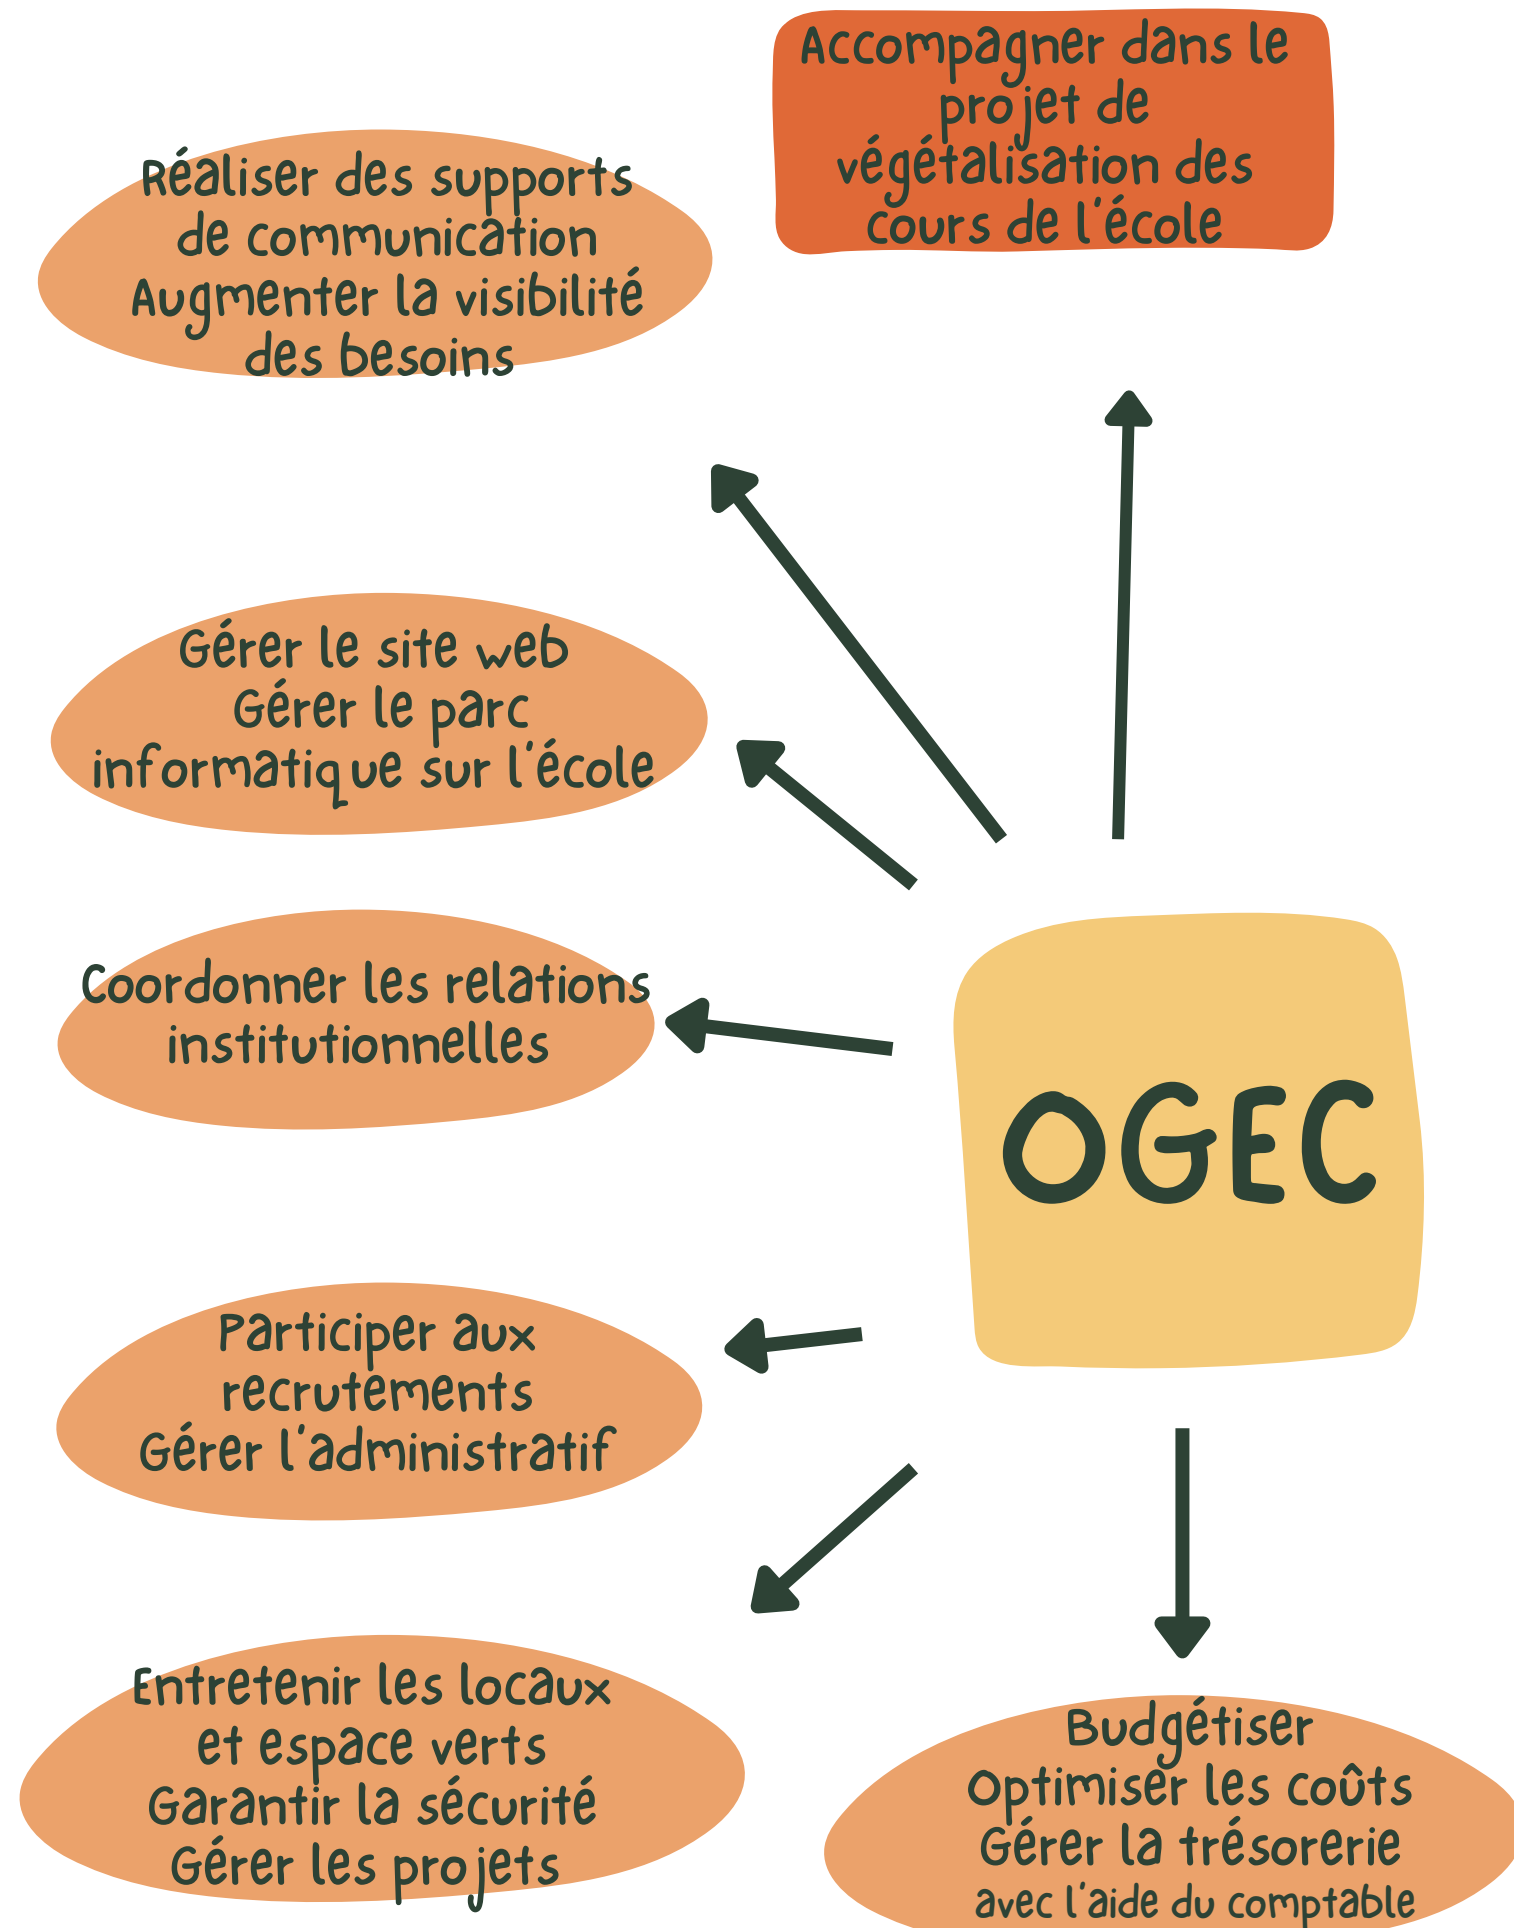 Accompagner dans le
projet de
végétalisation des
cours de l'école
Réaliser des supports
de communication
Augmenter la visibilité
des besoins
Gérer le site web
Gérer le parc
informatique sur l'école
Coordonner les relations
institutionnelles
OGEC
Participer aux
recrutements
Gérer l'administratif
Entretenir les locaux
et espace verts
Garantir la sécurité
Gérer les projets
Budgétiser
Optimiser les coûts
Gérer la trésorerie
avec l'aide du comptable